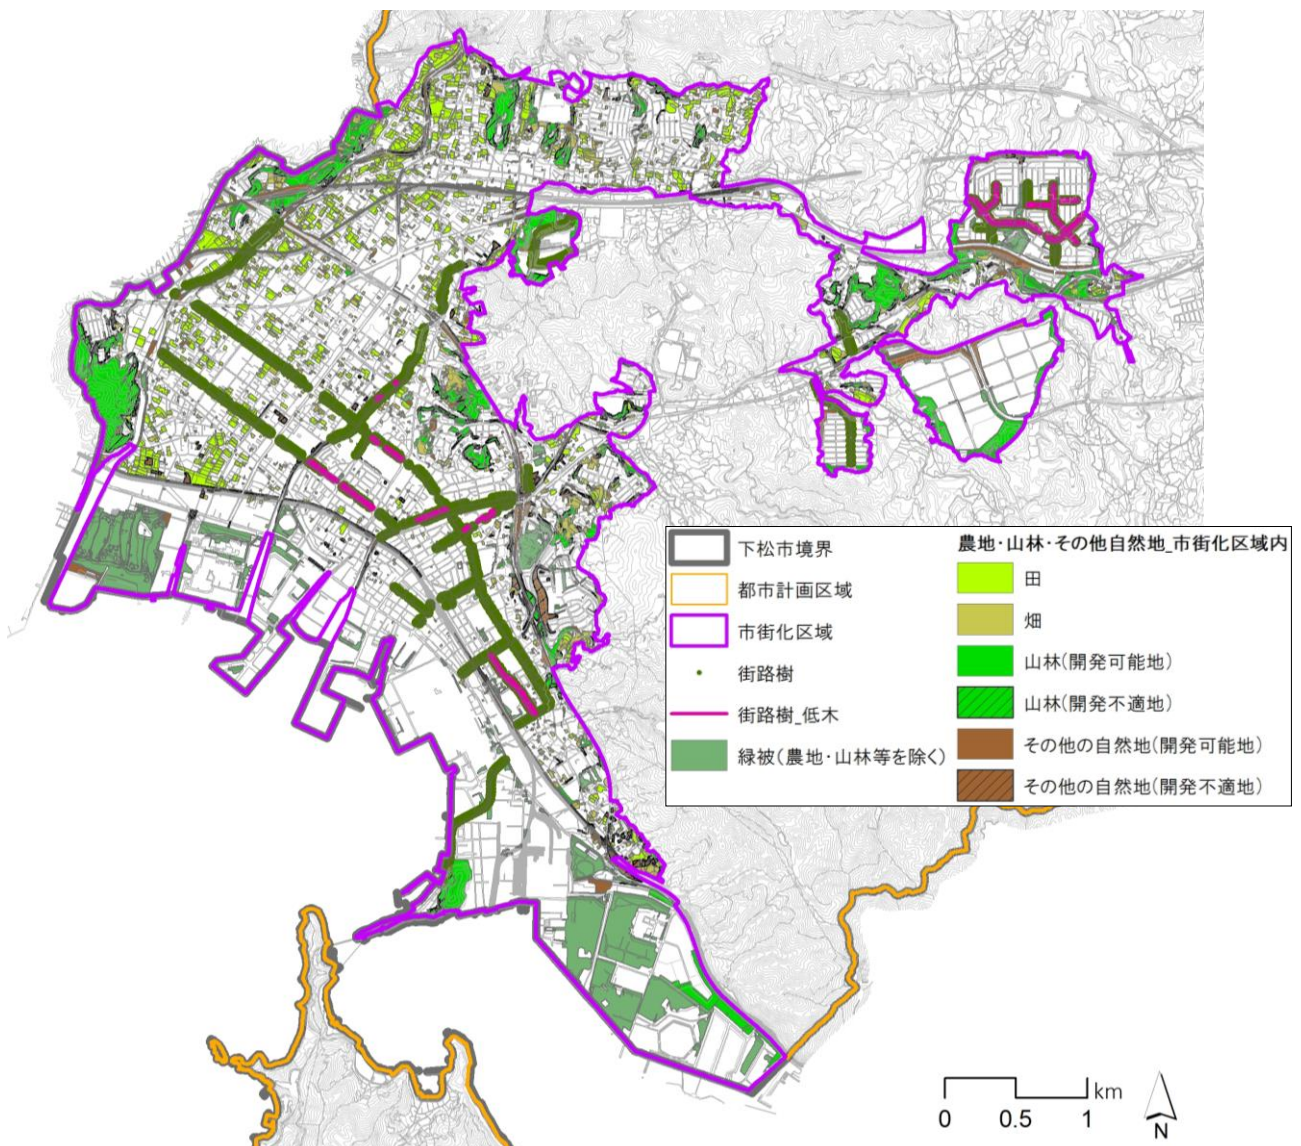 下松市境界
都市計画区域
市街化区域
街路樹
街路樹_低木
緑被(農地・山林等を除く)
農地・山林・その他自然地_市街化区域内
田
畑
山林(開発可能地)
山林(開発不適地)
その他の自然地(開発可能地)
その他の自然地(開発不適地)
km
0 0.5 1
N